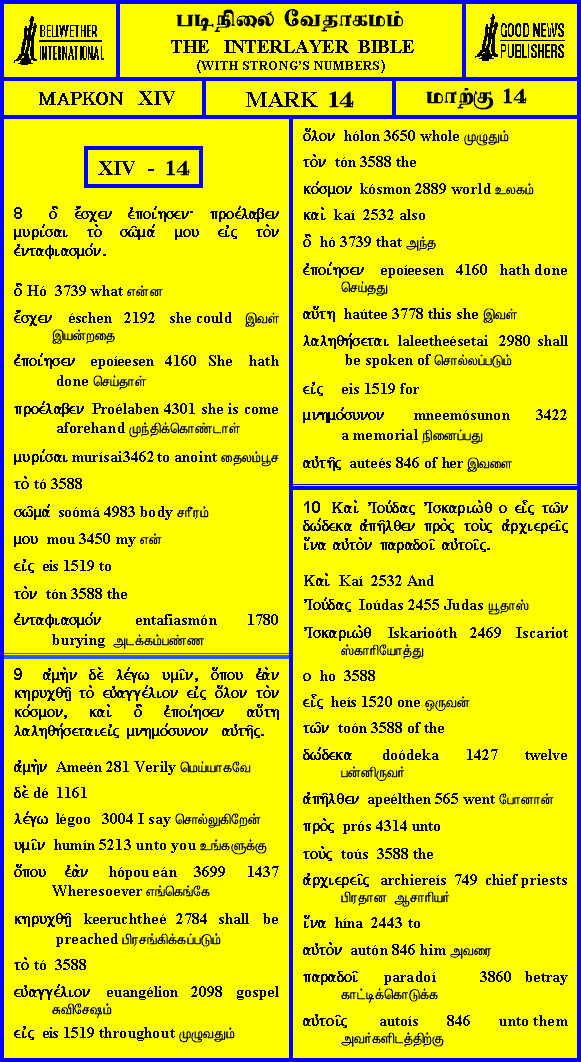 BELLWETHER
INTERNATIONAL
படிநிலை வேதாகமம்
THE INTERLAYER BIBLE
(WITH STRONG'S NUMBERS)
GOOD NEWS
PUBLISHERS
ΜΑΡΚΟΝ XIV
MARK 14
மாற்கு 14
XIV - 14
8 ὃ ἔσχεν ἐποίησεν· προέλαβεν
μυρίσαι τὸ σῶμά μου εἰς τὸν
ἐνταφιασμόν.
ὃ Hó 3739 what என்ன
ἔσχεν éschen 2192 she could இவள்
இயன்றதை
ἐποίησεν epoíeesen 4160 She hath
done செய்தாள்
προέλαβεν Proélaben 4301 she is come
aforehand முந்திக்கொண்டாள்
μυρίσαι murísai3462 to anoint தைலம்பூச
τὸ tó 3588
σῶμά soómá 4983 body சரீரம்
μου mou 3450 my என்
εἰς eis 1519 to
τὸν tón 3588 the
ἐνταφιασμόν entafiasmón 1780
burying அடக்கம்பண்ண
9 ἀμὴν δὲ λέγω υμῖν, ὅπου ἐὰν
κηρυχθῇ τὸ εὐαγγέλιον εἰς ὅλον τὸν
κόσμον, καὶ ὃ ἐποίησεν αὕτη
λαληθήσεταιεἰς μνημόσυνον αὐτῆς.
ἀμὴν Ameén 281 Verily மெய்யாகவே
δὲ dé 1161
λέγω légoo 3004 I say சொல்லுகிறேன்
υμῖν humín 5213 unto you உங்களுக்கு
ὅπου ἐὰν hópou eán 3699 1437
Wheresoever எங்கெங்கே
κηρυχθῇ keeruchtheé 2784 shall be
preached பிரசங்கிக்கப்படும்
τὸ tó 3588
εὐαγγέλιον euangélion 2098 gospel
சுவிசேஷம்
εἰς eis 1519 throughout முழுவதும்
ὅλον hólon 3650 whole முழுதும்
τὸν tón 3588 the
κόσμον kósmon 2889 world உலகம்
καὶ kaí 2532 also
ὃ hó 3739 that அந்த
ἐποίησεν epoíeesen 4160 hath done
செய்தது
αὕτη haútee 3778 this she இவள்
λαληθήσεται laleetheésetai 2980 shall
be spoken of சொல்லப்படும்
εἰς eis 1519 for
μνημόσυνον mneemósunon 3422
a memorial நினைப்பது
αὐτῆς auteés 846 of her இவளை
10 Καὶ Ἰούδας Ἰσκαριὼθ ο εἷς τῶν
δώδεκα ἀπῆλθεν πρὸς τοὺς ἀρχιερεῖς
ἵνα αὐτὸν παραδοῖ αὐτοῖς.
Καὶ Kaí 2532 And
Ἰούδας Ioúdas 2455 Judas யூதாஸ்
Ἰσκαριὼθ Iskarioóth 2469 Iscariot
ஸ்காரியோத்து
ο ho 3588
εἷς heís 1520 one ஒருவன்
τῶν toón 3588 of the
δώδεκα doódeka 1427 twelve
பன்னிருவர்
ἀπῆλθεν apeélthen 565 went போனான்
πρὸς prós 4314 unto
τοὺς toús 3588 the
ἀρχιερεῖς archiereís 749 chief priests
பிரதான ஆசாரியர்
ἵνα hína 2443 to
αὐτὸν autón 846 him அவரை
παραδοῖ paradoí 3860 betray
காட்டிக்கொடுக்க
αὐτοῖς autoís 846 unto them
அவர்களிடத்திற்கு